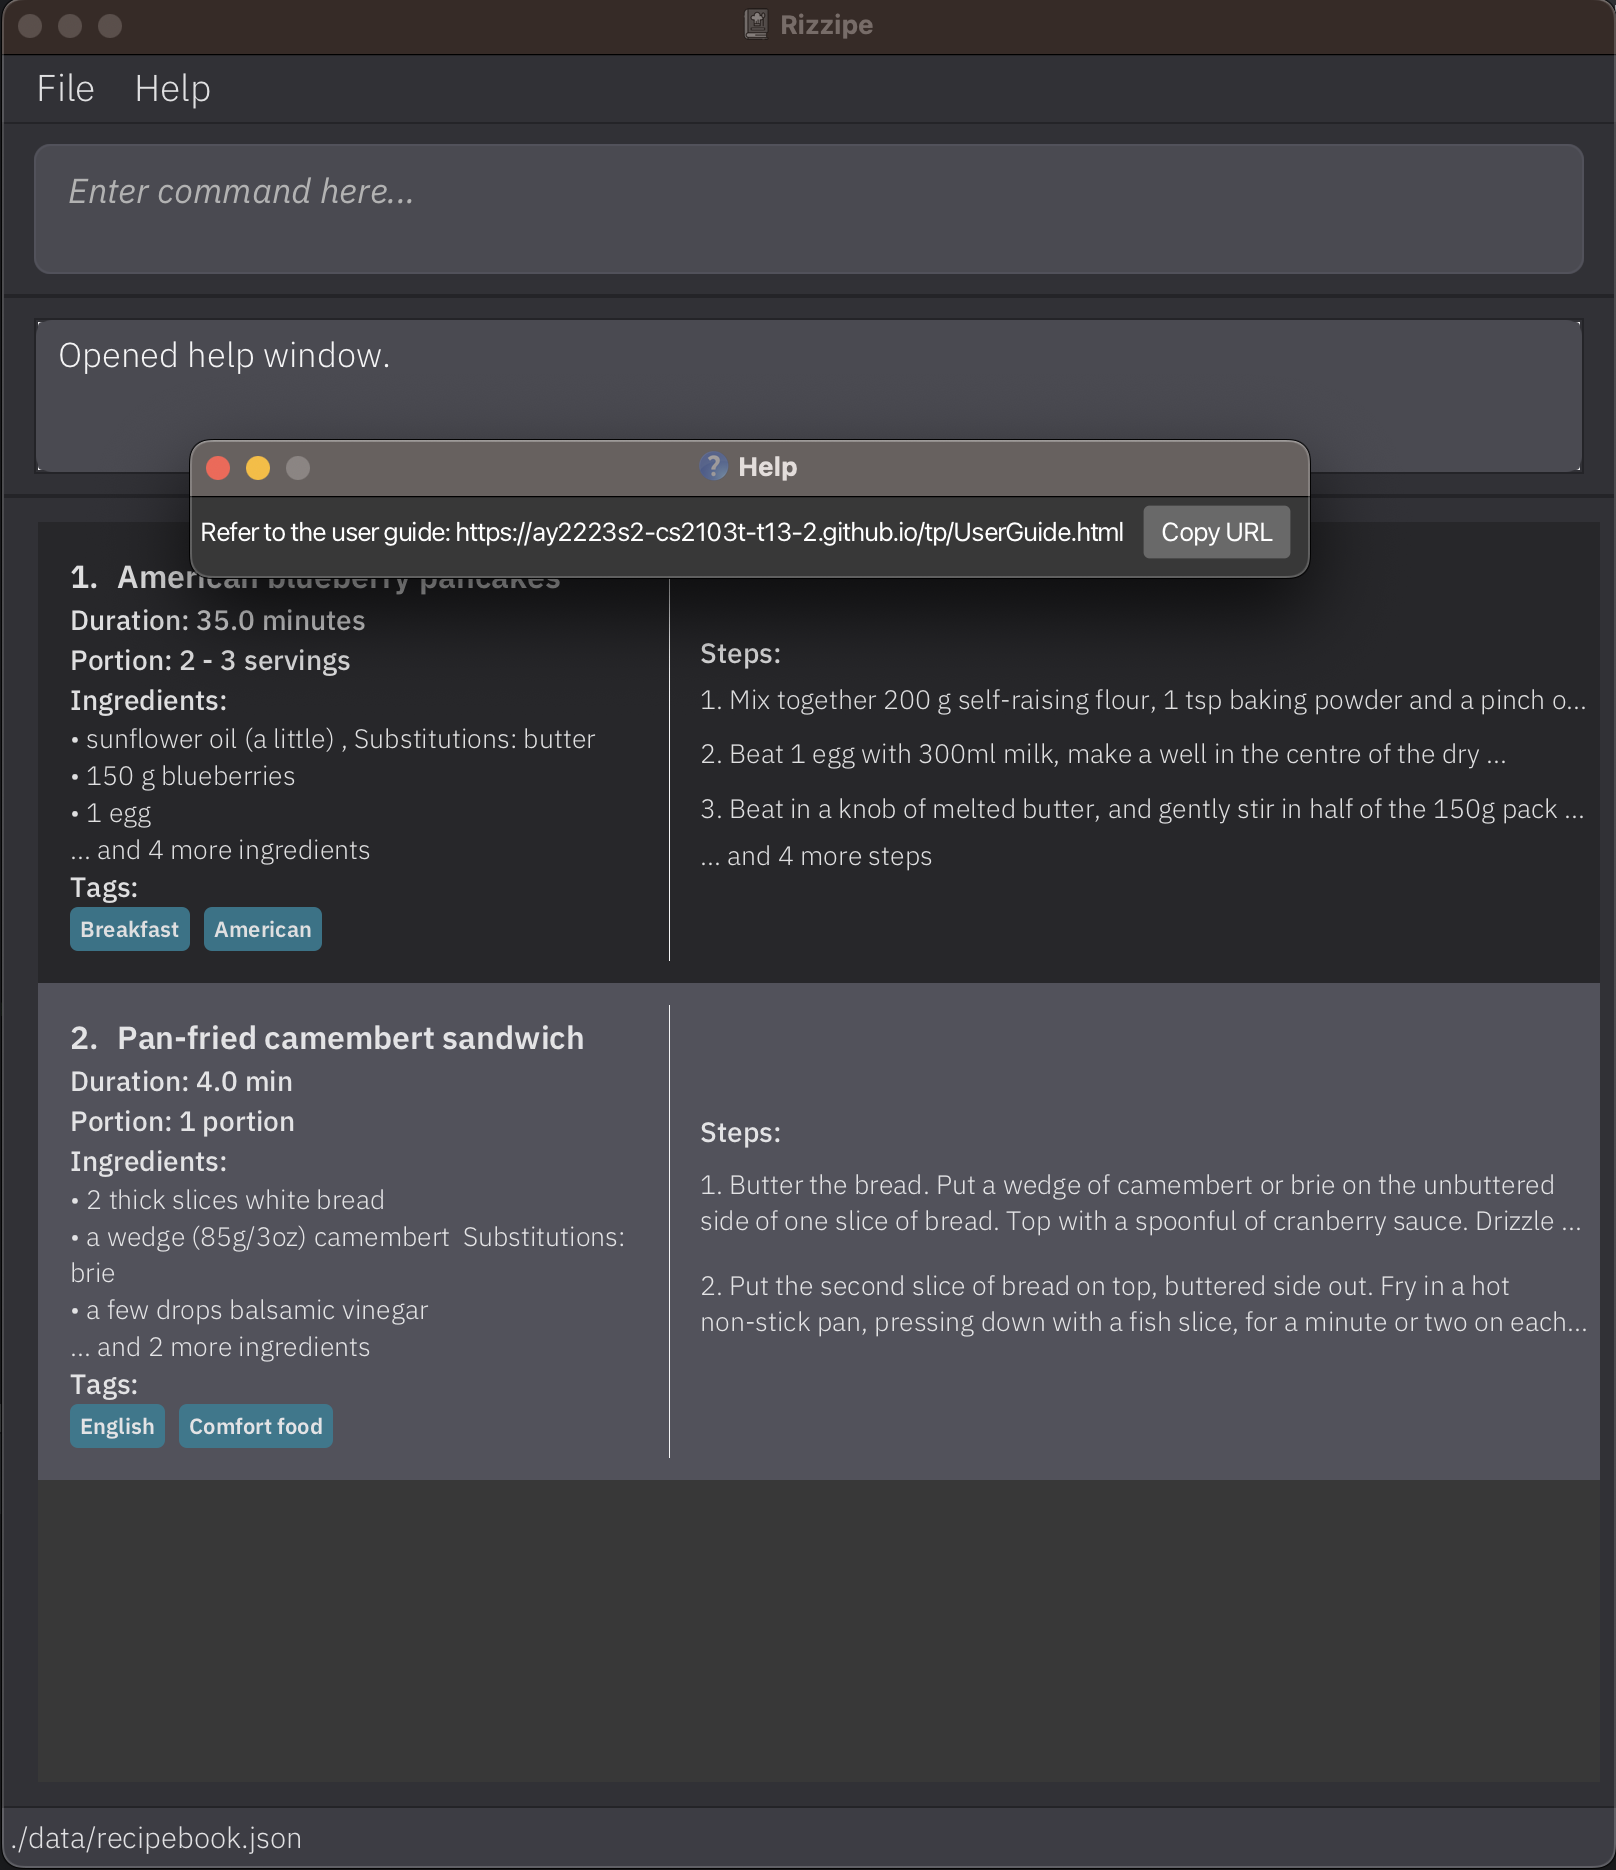 Rizzipe
File Help
Enter command here...
Opened help window.
Help
Refer to the user guide: https://ay2223s2-cs2103t-t13-2.github.io/tp/UserGuide.html Copy URL
1. American blueberry pancakes
Duration: 35.0 minutes
Portion: 2 - 3 servings
Ingredients:
• sunflower oil (a little) , Substitutions: butter
• 150 g blueberries
• 1 egg
... and 4 more ingredients
Tags:
Breakfast American
Steps:
1. Mix together 200 g self-raising flour, 1 tsp baking powder and a pinch o...
2. Beat 1 egg with 300ml milk, make a well in the centre of the dry ...
3. Beat in a knob of melted butter, and gently stir in half of the 150g pack ...
... and 4 more steps
2. Pan-fried camembert sandwich
Duration: 4.0 min
Portion: 1 portion
Ingredients:
• 2 thick slices white bread
• a wedge (85g/3oz) camembert  Substitutions:
brie
• a few drops balsamic vinegar
... and 2 more ingredients
Tags:
English Comfort food
Steps:
1. Butter the bread. Put a wedge of camembert or brie on the unbuttered
side of one slice of bread. Top with a spoonful of cranberry sauce. Drizzle ...
2. Put the second slice of bread on top, buttered side out. Fry in a hot
non-stick pan, pressing down with a fish slice, for a minute or two on each...
./data/recipebook.json